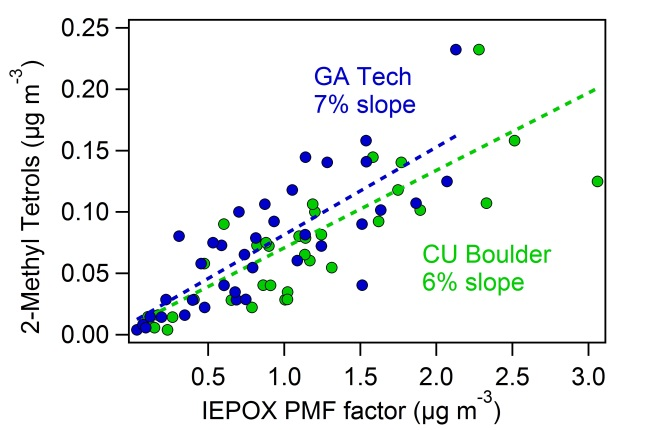 0.25
0.20
0.15
0.10
0.05
0.00
2-Methyl Tetrols (µg m⁻³)
GA Tech
7% slope
CU Boulder
6% slope
0.5 1.0 1.5 2.0 2.5 3.0
IEPOX PMF factor (µg m⁻³)